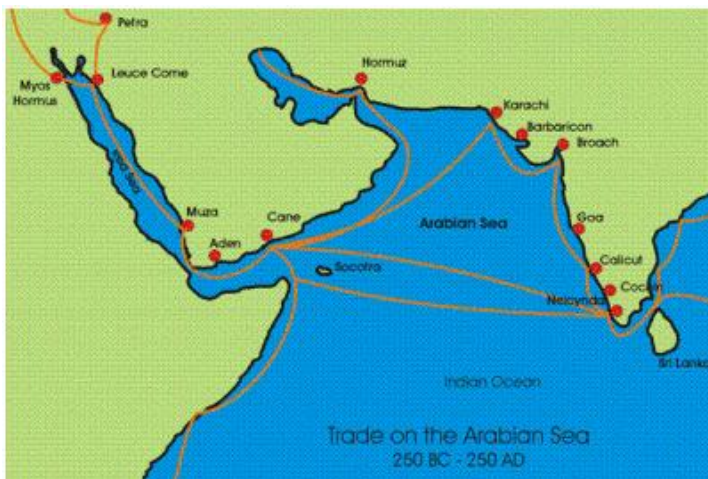 Petra
Leuce Come
Myos
Hormus
Hormuz
Karachi
Barbaricon
Broach
Red Sea
Muza
Aden
Cane
Arabian Sea
Socotro
Goa
Calicut
Cochin
Nelcynda
Sri Lanka
Indian Ocean
Trade on the Arabian Sea
250 BC - 250 AD